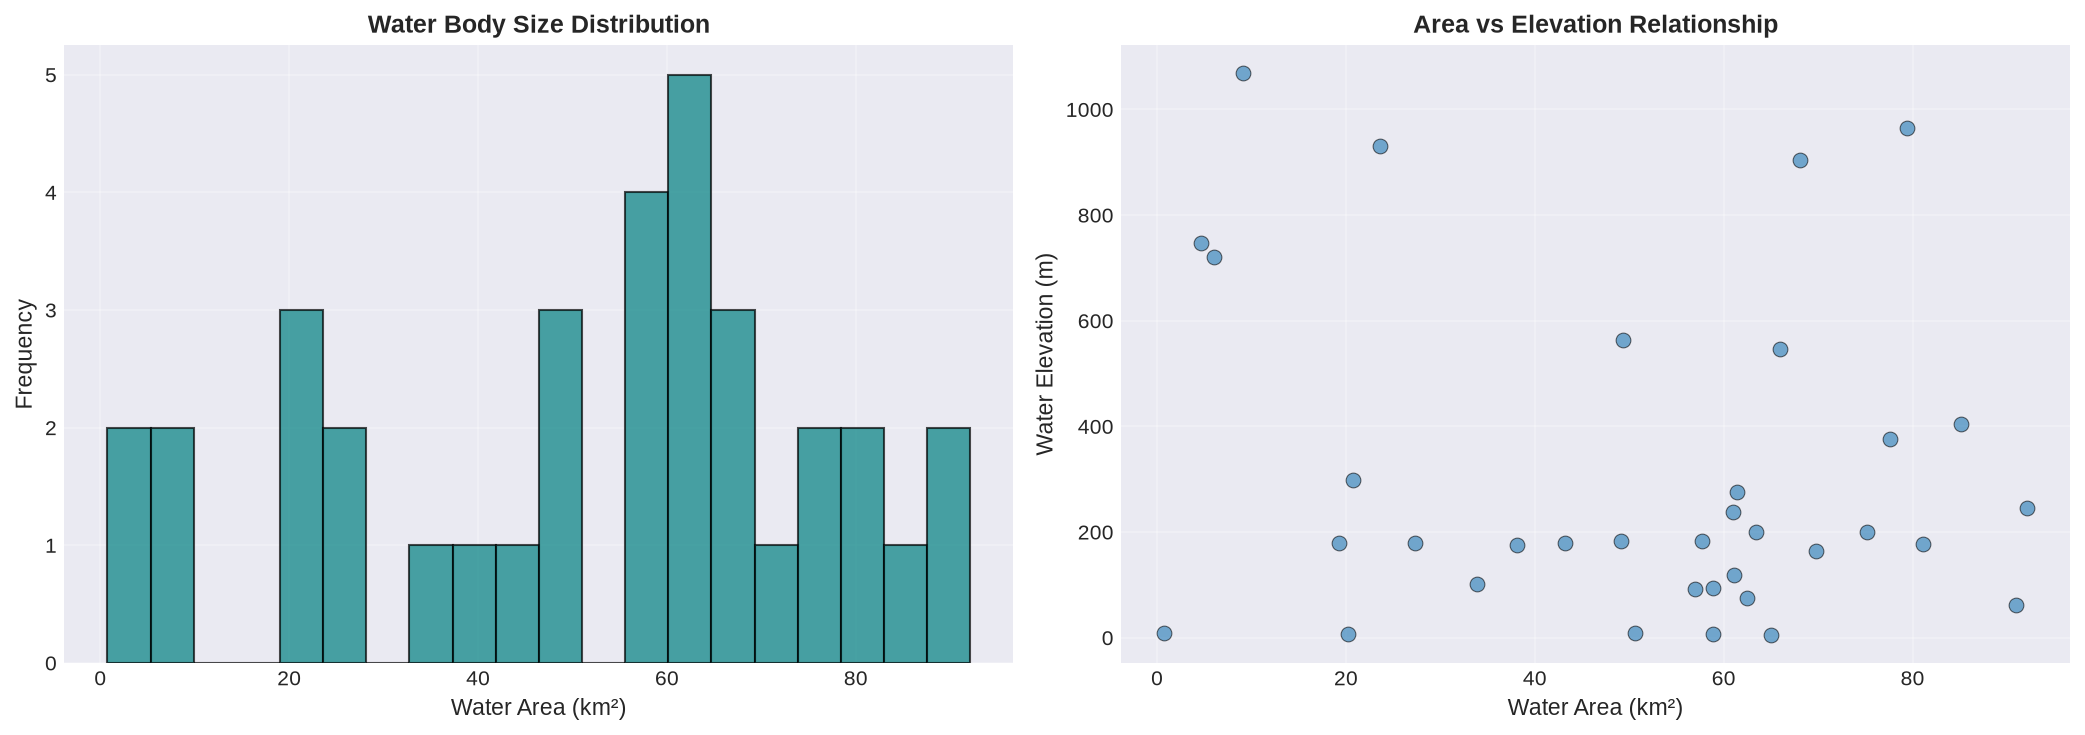 Water Body Size Distribution
5
4
3
2
1
0
Frequency
0 20 40 60 80
Water Area (km²)
Area vs Elevation Relationship
1000
800
600
400
200
0
Water Elevation (m)
0 20 40 60 80
Water Area (km²)